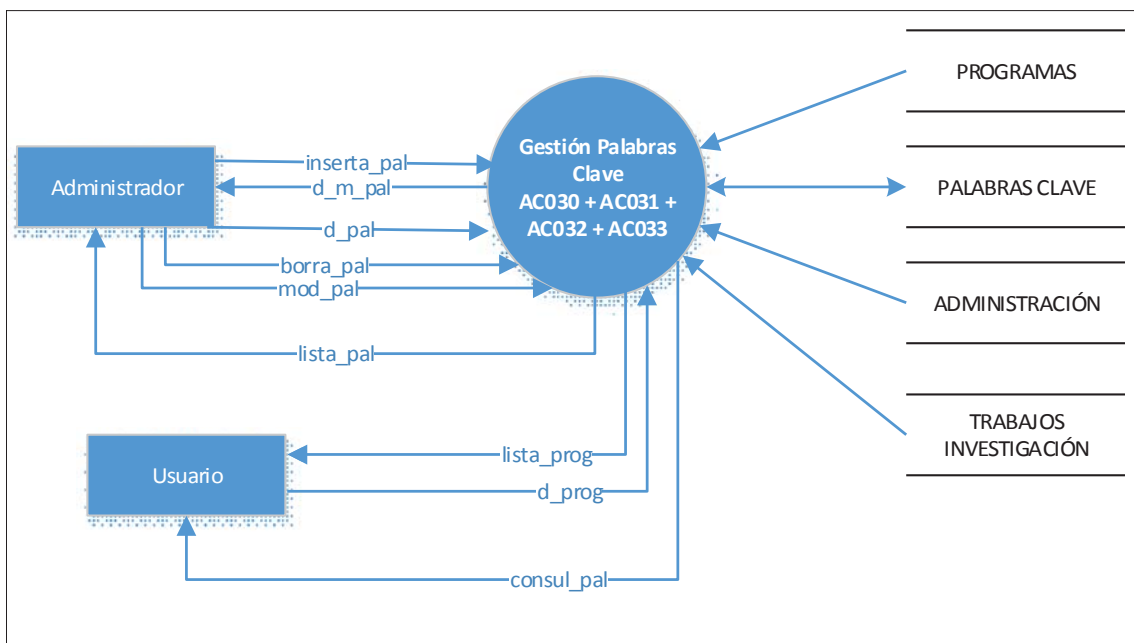 PROGRAMAS
Gestión Palabras
Clave
AC030 + AC031 +
AC032 + AC033
Administrador
inserta_pal
d_m_pal
PALABRAS CLAVE
d_pal
borra_pal
mod_pal
ADMINISTRACIÓN
lista_pal
TRABAJOS
INVESTIGACIÓN
lista_prog
Usuario
d_prog
consul_pal